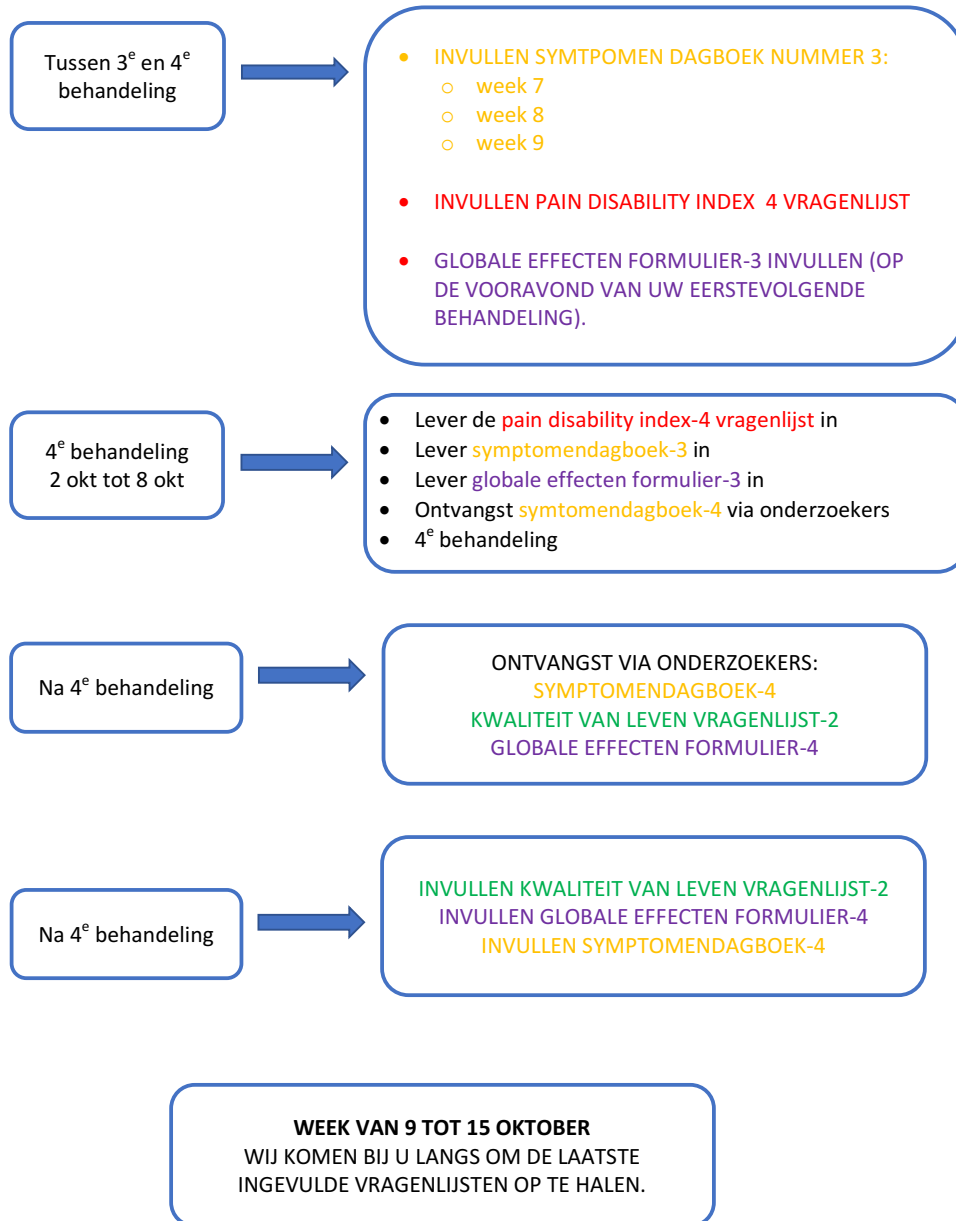 Tussen 3e en 4e
behandeling
• INVULLEN SYMTPOMEN DAGBOEK NUMMER 3:
o week 7
o week 8
o week 9
• INVULLEN PAIN DISABILITY INDEX 4 VRAGENLIJST
• GLOBALE EFFECTEN FORMULIER-3 INVULLEN (OP
DE VOORAVOND VAN UW EERSTEVOLGENDE
BEHANDELING).
4e behandeling
2 okt tot 8 okt
• Lever de pain disability index-4 vragenlijst in
• Lever symptomendagboek-3 in
• Lever globale effecten formulier-3 in
• Ontvangst symtomendagboek-4 via onderzoekers
• 4e behandeling
Na 4e behandeling
ONTVANGST VIA ONDERZOEKERS:
SYMPTOMENDAGBOEK-4
KWALITEIT VAN LEVEN VRAGENLIJST-2
GLOBALE EFFECTEN FORMULIER-4
Na 4e behandeling
INVULLEN KWALITEIT VAN LEVEN VRAGENLIJST-2
INVULLEN GLOBALE EFFECTEN FORMULIER-4
INVULLEN SYMPTOMENDAGBOEK-4
WEEK VAN 9 TOT 15 OKTOBER
WIJ KOMEN BIJ U LANGS OM DE LAATSTE
INGEVULDE VRAGENLIJSTEN OP TE HALEN.